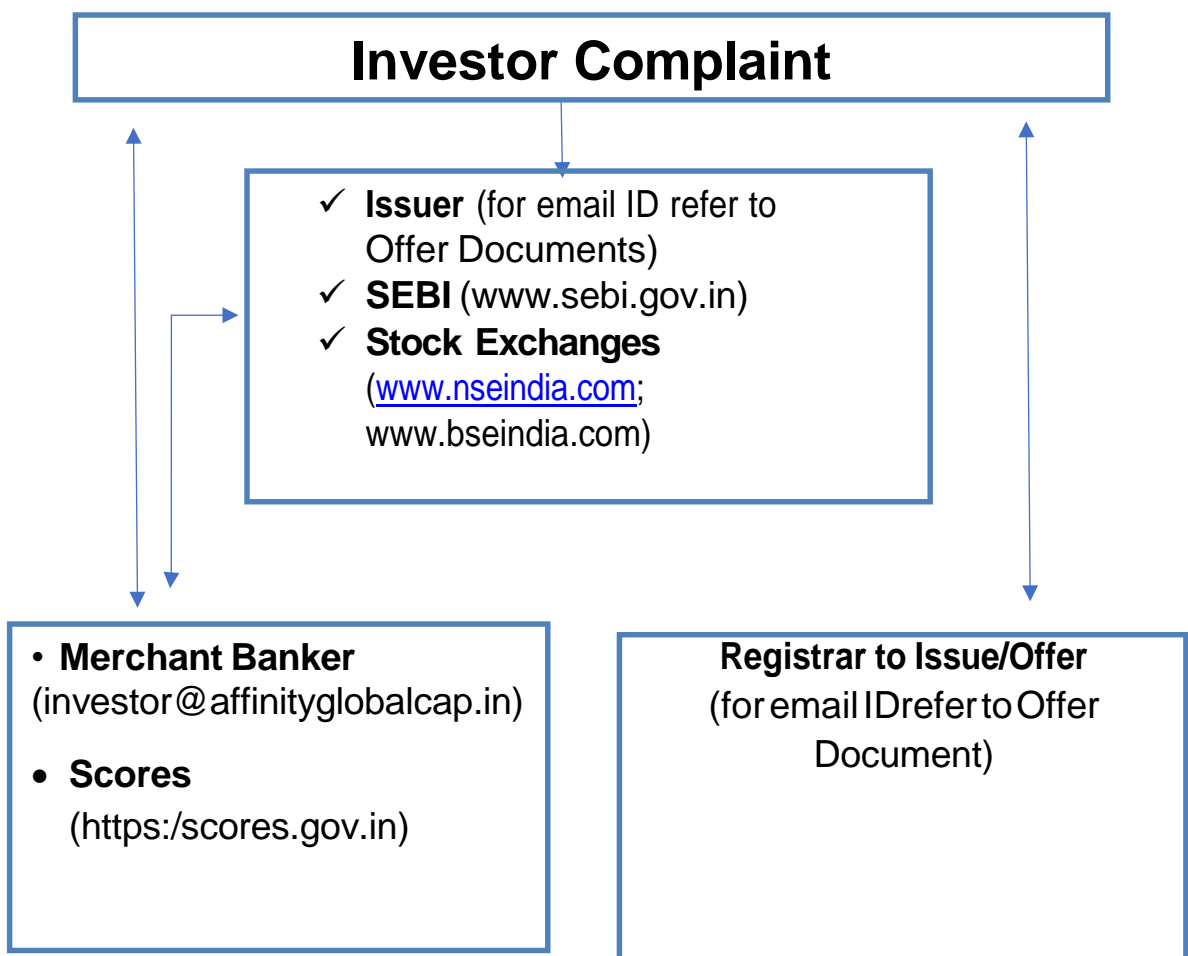 Investor Complaint
✓ Issuer (for email ID refer to
Offer Documents)
✓ SEBI (www.sebi.gov.in)
✓ Stock Exchanges
(www.nseindia.com;
www.bseindia.com)
• Merchant Banker
(investor@affinityglobalcap.in)
• Scores
(https:/scores.gov.in)
Registrar to Issue/Offer
(for email IDrefer to Offer
Document)